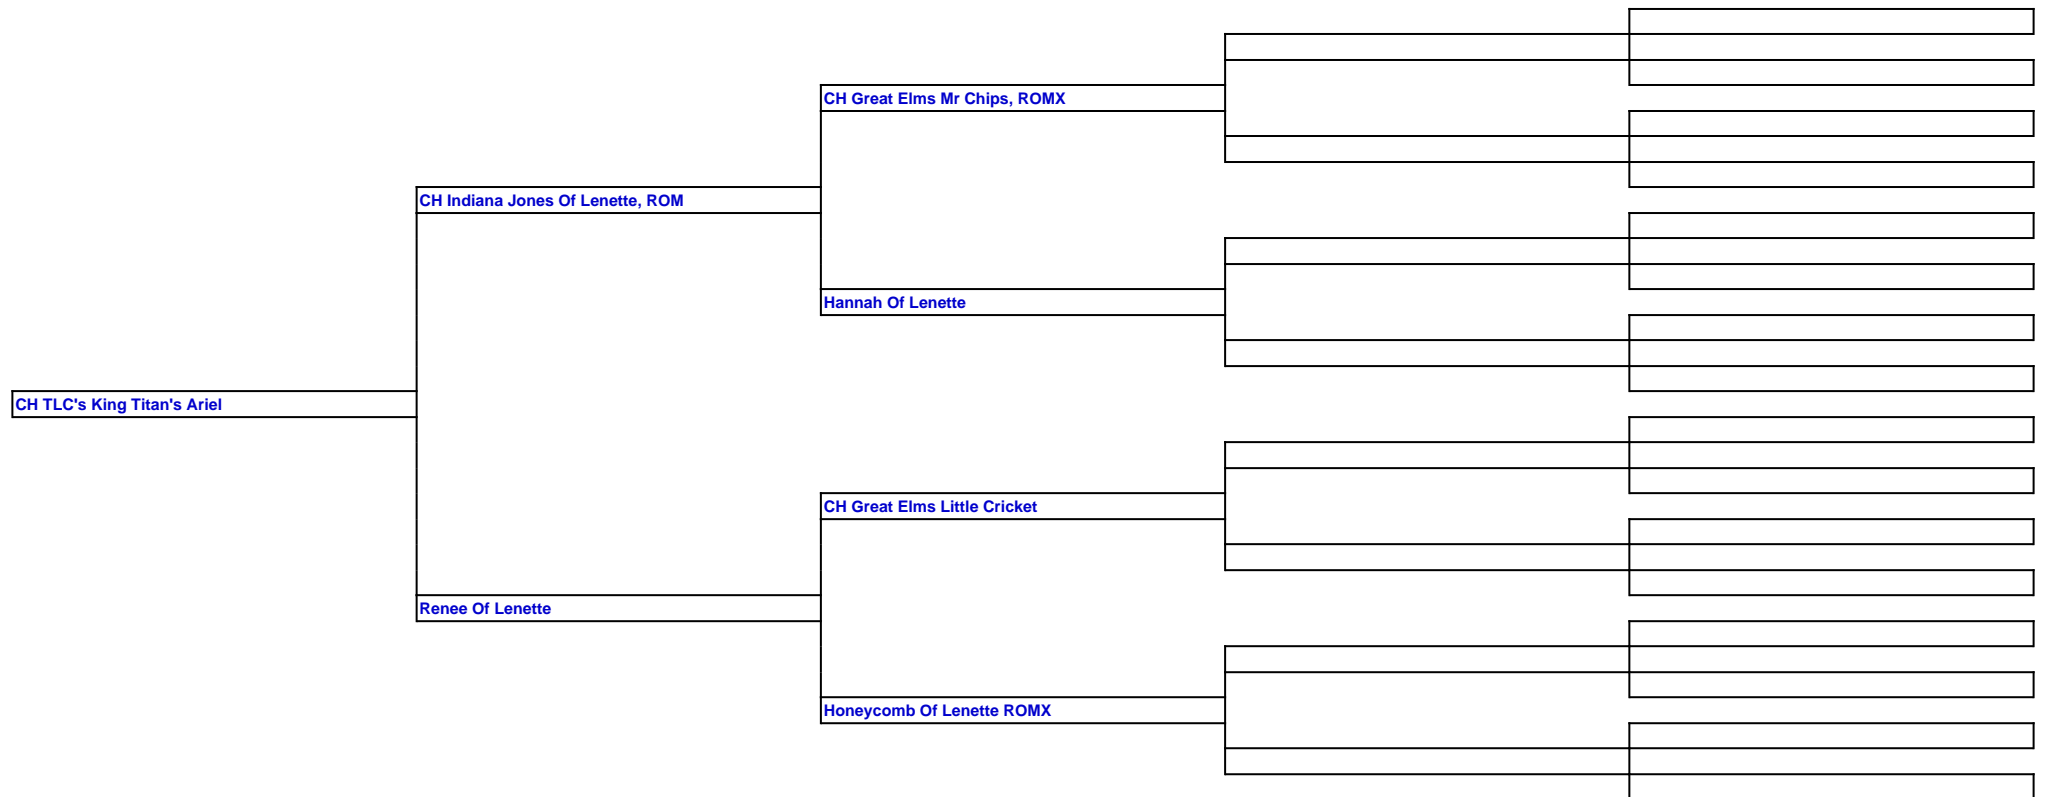 CH Great Elms Mr Chips, ROMX
CH Indiana Jones Of Lenette, ROM
Hannah Of Lenette
CH TLC's King Titan's Ariel
CH Great Elms Little Cricket
Renee Of Lenette
Honeycomb Of Lenette ROMX